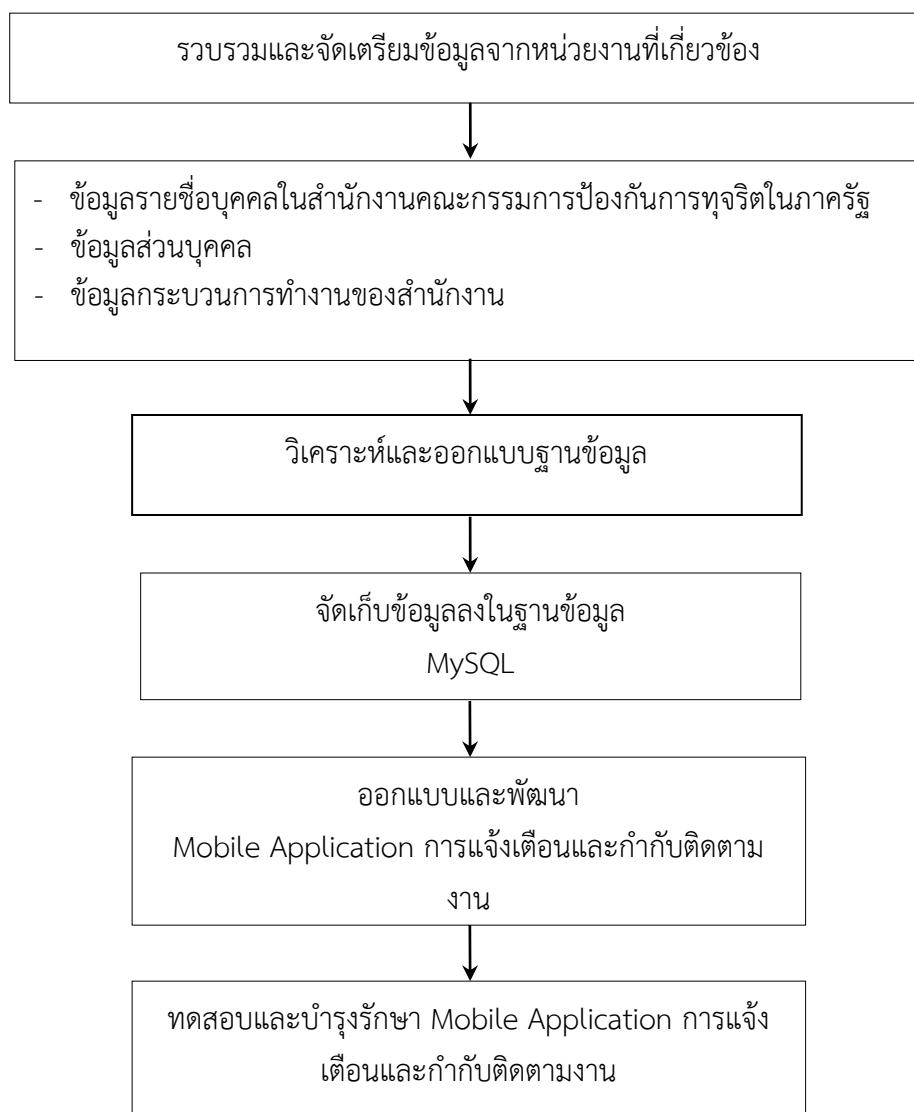 รวบรวมและจัดเตรียมข้อมูลจากหน่วยงานที่เกี่ยวข้อง
- ข้อมูลรายชื่อบุคคลในสำนักงานคณะกรรมการป้องกันการทุจริตในภาครัฐ
- ข้อมูลส่วนบุคคล
- ข้อมูลกระบวนการทำงานของสำนักงาน
วิเคราะห์และออกแบบฐานข้อมูล
จัดเก็บข้อมูลลงในฐานข้อมูล
MySQL
ออกแบบและพัฒนา
Mobile Application การแจ้งเตือนและกำกับติดตาม
งาน
ทดสอบและบำรุงรักษา Mobile Application การแจ้ง
เตือนและกำกับติดตามงาน